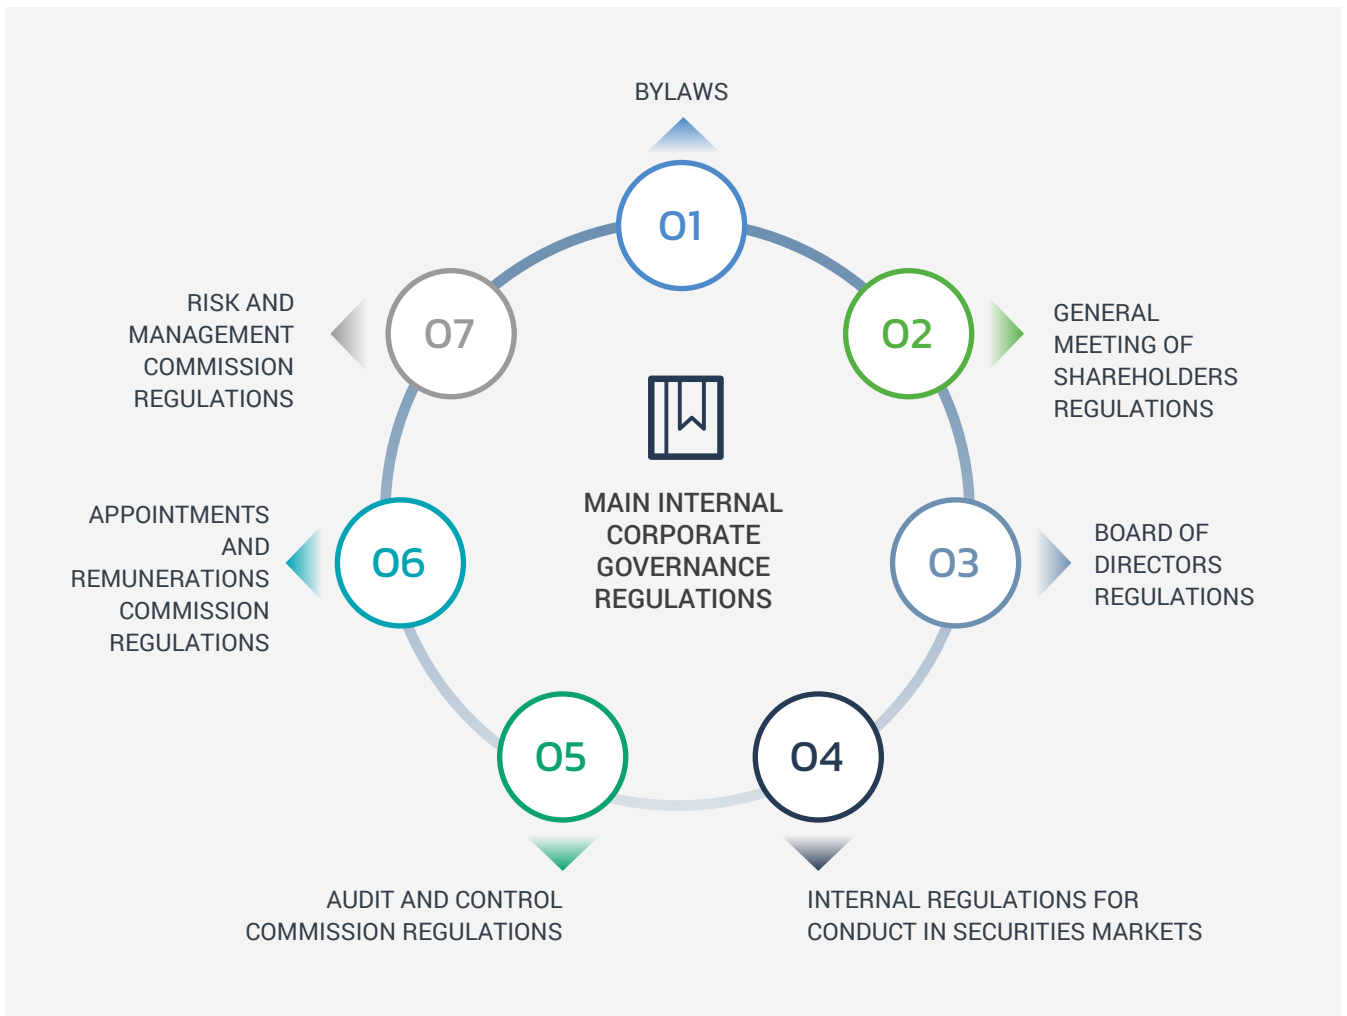 BYLAWS
01
02
GENERAL
MEETING OF
SHAREHOLDERS
REGULATIONS
03
BOARD OF
DIRECTORS
REGULATIONS
04
INTERNAL REGULATIONS FOR
CONDUCT IN SECURITIES MARKETS
05
AUDIT AND CONTROL
COMMISSION REGULATIONS
06
APPOINTMENTS
AND
REMUNERATIONS
COMMISSION
REGULATIONS
07
RISK AND
MANAGEMENT
COMMISSION
REGULATIONS
MAIN INTERNAL
CORPORATE
GOVERNANCE
REGULATIONS